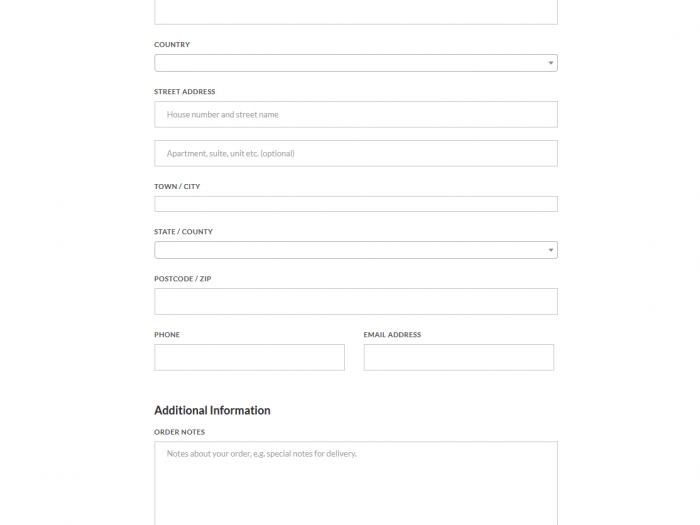 COUNTRY
STREET ADDRESS
House number and street name
Apartment, suite, unit etc. (optional)
TOWN / CITY
STATE / COUNTY
POSTCODE / ZIP
PHONE
EMAIL ADDRESS
Additional Information
ORDER NOTES
Notes about your order, e.g. special notes for delivery.